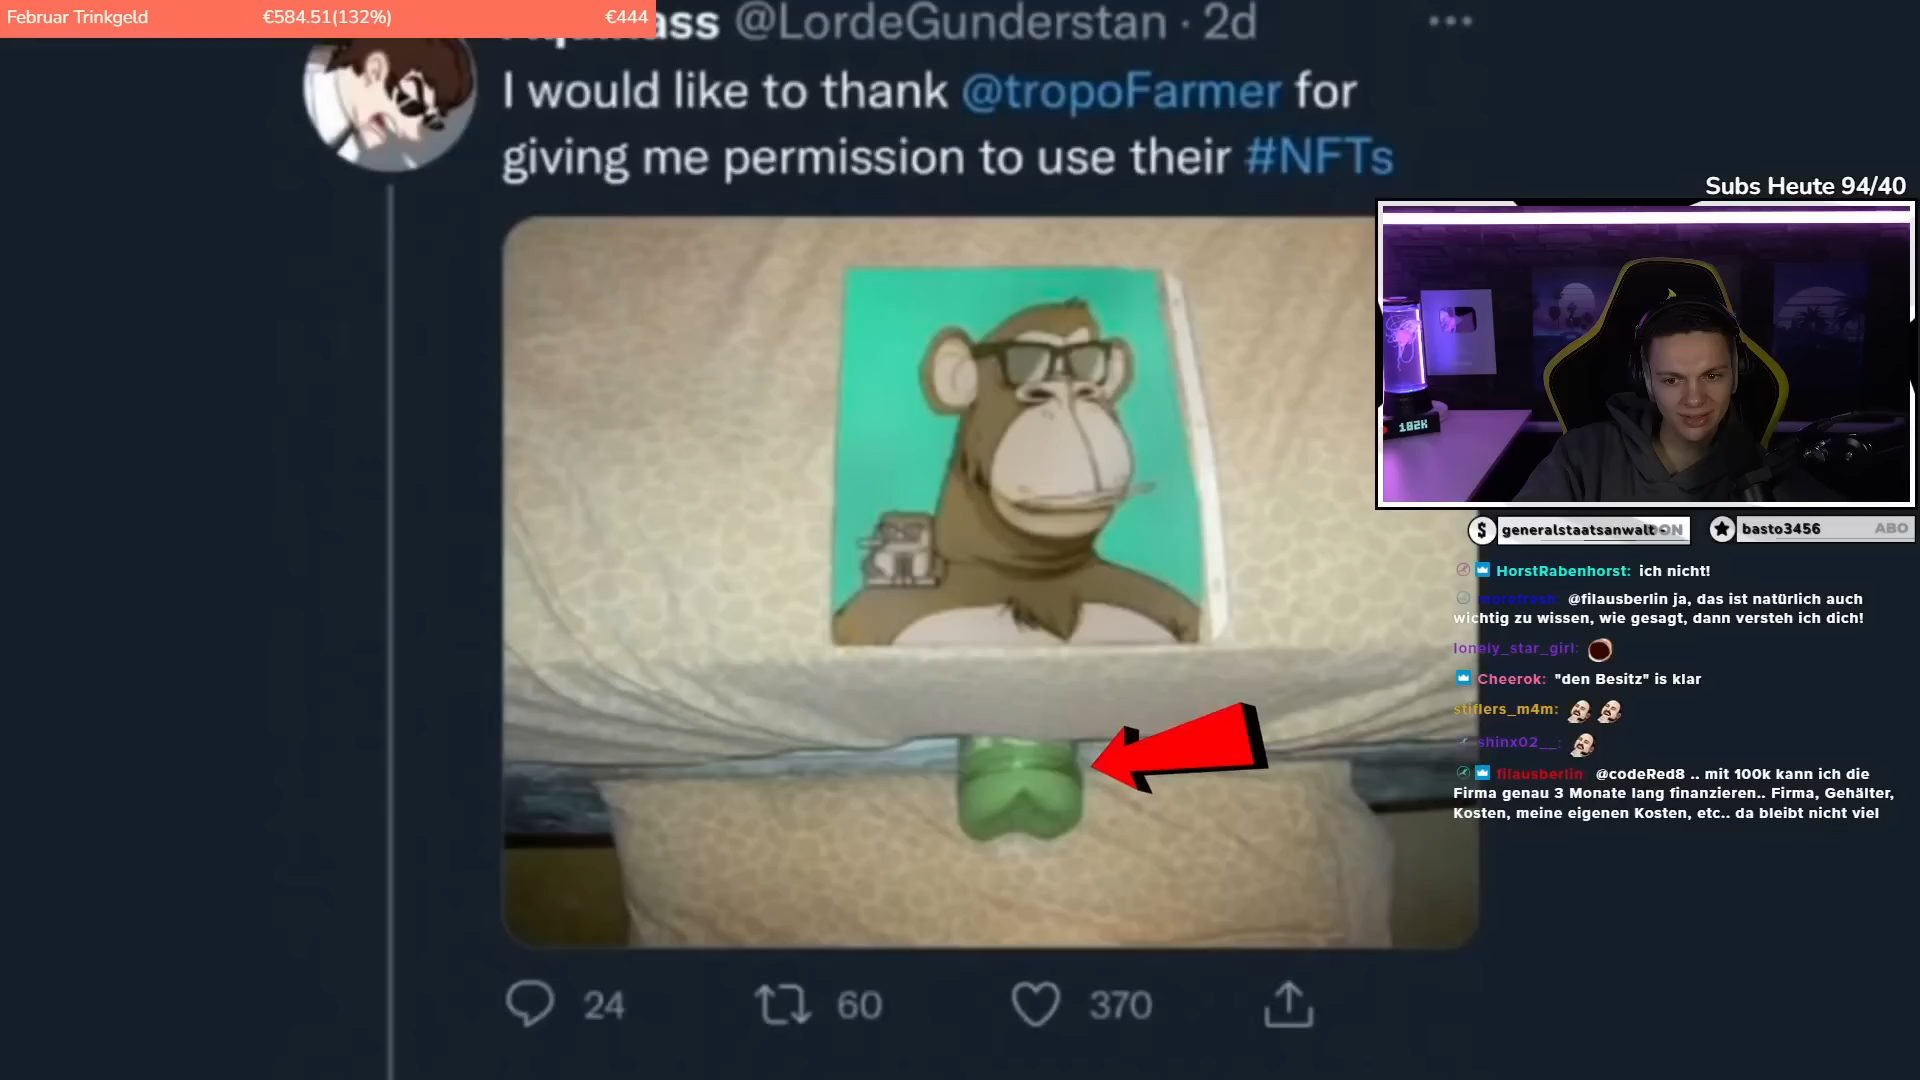 Februar Trinkgeld €584.51(132%) €444
ass @LordeGunderstan · 2d
I would like to thank @tropoFarmer for
giving me permission to use their #NFTs
Subs Heute 94/40
182K
$ generalstaatsanwalt - DON
basto3456 ABO
HorstRabenhorst: ich nicht!
@filausberlin ja, das ist natürlich auch
wichtig zu wissen, wie gesagt, dann versteh ich dich!
lonely_star_girl:
Cheerok: "den Besitz" is klar
stiflers_m4m:
shinx02__:
filausberlin: @codeRed8 .. mit 100k kann ich die
Firma genau 3 Monate lang finanzieren.. Firma, Gehälter,
Kosten, meine eigenen Kosten, etc.. da bleibt nicht viel
24 60 370